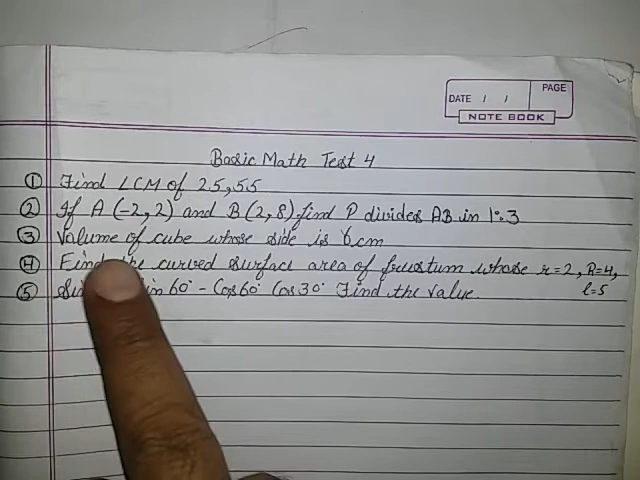 DATE / /
PAGE
NOTE BOOK
Basic Math Test 4
① Find LCM of 25,55
② If A (-2,2) and B(2,8) find P divides AB in 1:3
③ Volume of cube whose side is 6cm
④ Find the curved surface area of frustum whose r=2, R=4,
l=5
⑤ 60° - Cos60° Cos30° Find the value.